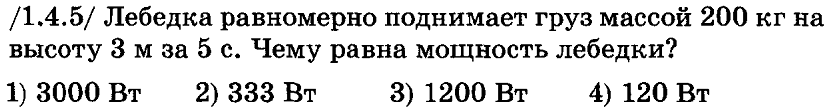 /1.4.5/ Лебедка равномерно поднимает груз массой 200 кг на
высоту 3 м за 5 с. Чему равна мощность лебедки?
1) 3000 Вт 2) 333 Вт 3) 1200 Вт 4) 120 Вт